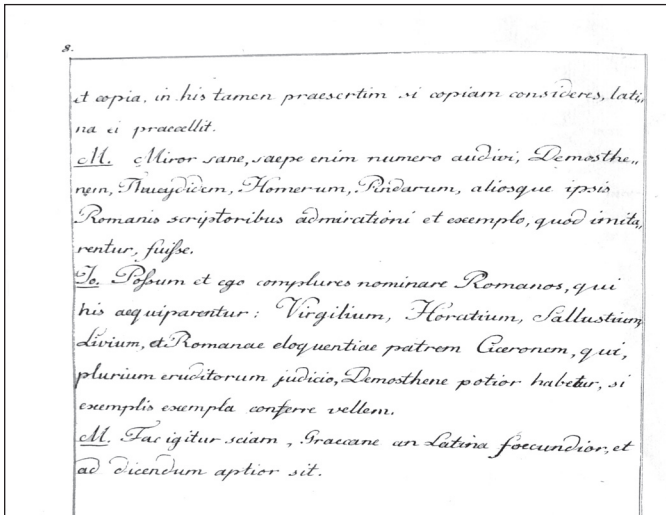 8.
et copia, in his tamen praesertim si copiam consideres, lati„
na ei praecellit.
M. Miror sane, saepe enim numero audivi, Demosthe„
nem, Thucydidem, Homerum, Pindarum, aliosque ipsis
Romanis scriptoribus admirationi et exemplo, quod imita„
rentur, fuiſse.
Jo. Poſsum et ego complures nominare Romanos, qui
his aequiparentur: Virgilium, Horatium, Sallustium,
Livium, et Romanae eloquentiae patrem Ciceronem, qui,
plurium eruditorum judicio, Demosthene potior habetur, si
exemplis exempla conferre vellem.
M. Fac igitur sciam, Graecane an Latina foecundior, et
ad dicendum aptior sit.